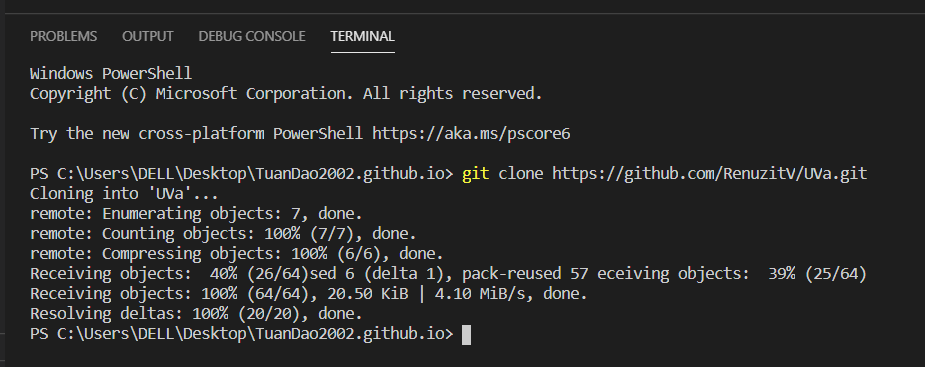 PROBLEMS OUTPUT DEBUG CONSOLE TERMINAL
Windows PowerShell
Copyright (C) Microsoft Corporation. All rights reserved.
Try the new cross-platform PowerShell https://aka.ms/pscore6
PS C:\Users\DELL\Desktop\TuanDao2002.github.io> git clone https://github.com/RenuzitV/UVa.git
Cloning into 'UVa'...
remote: Enumerating objects: 7, done.
remote: Counting objects: 100% (7/7), done.
remote: Compressing objects: 100% (6/6), done.
Receiving objects:  40% (26/64)sed 6 (delta 1), pack-reused 57 eceiving objects:  39% (25/64)
Receiving objects: 100% (64/64), 20.50 KiB | 4.10 MiB/s, done.
Resolving deltas: 100% (20/20), done.
PS C:\Users\DELL\Desktop\TuanDao2002.github.io>